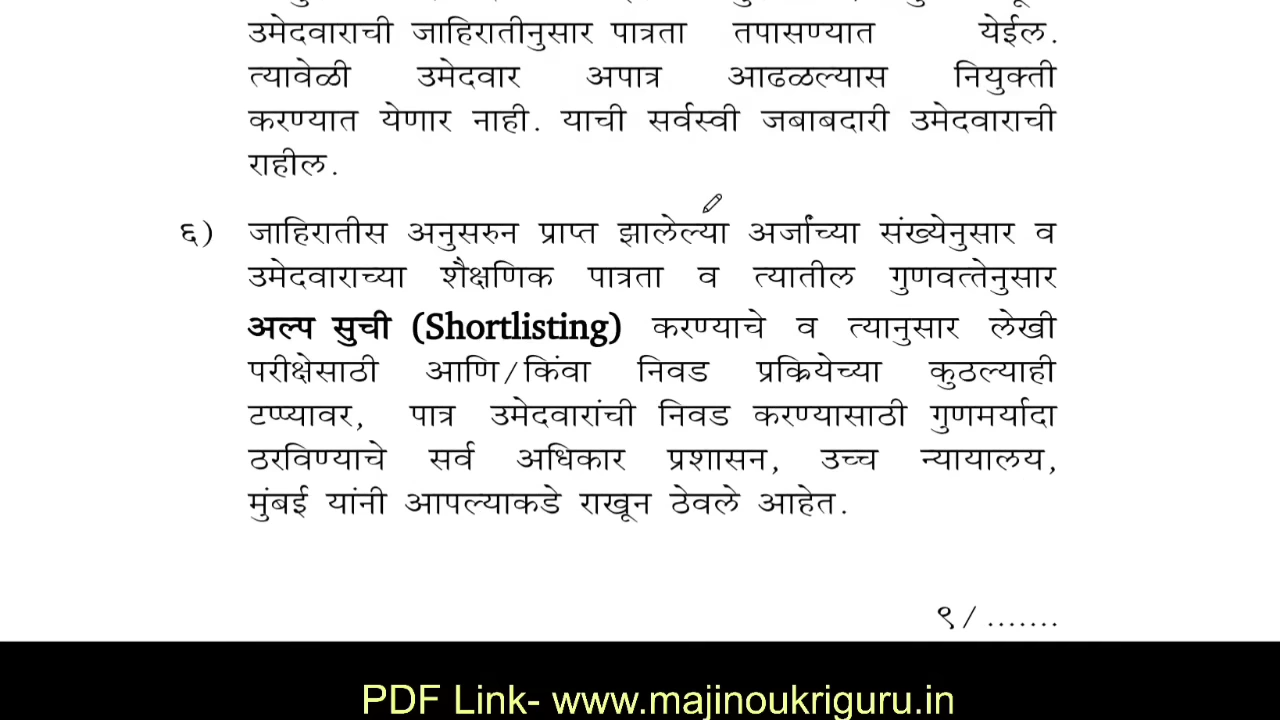 उमेदवाराची जाहिरातीनुसार पात्रता तपासण्यात येईल.
त्यावेळी उमेदवार अपात्र आढळल्यास नियुक्ती
करण्यात येणार नाही. याची सर्वस्वी जबाबदारी उमेदवाराची
राहील.
६) जाहिरातीस अनुसरुन प्राप्त झालेल्या अर्जांच्या संख्येनुसार व
उमेदवाराच्या शैक्षणिक पात्रता व त्यातील गुणवत्तेनुसार
अल्प सुची (Shortlisting) करण्याचे व त्यानुसार लेखी
परीक्षेसाठी आणि/किंवा निवड प्रक्रियेच्या कुठल्याही
टप्प्यावर, पात्र उमेदवारांची निवड करण्यासाठी गुणमर्यादा
ठरविण्याचे सर्व अधिकार प्रशासन, उच्च न्यायालय,
मुंबई यांनी आपल्याकडे राखून ठेवले आहेत.
९/.......
PDF Link- www.majinoukriguru.in